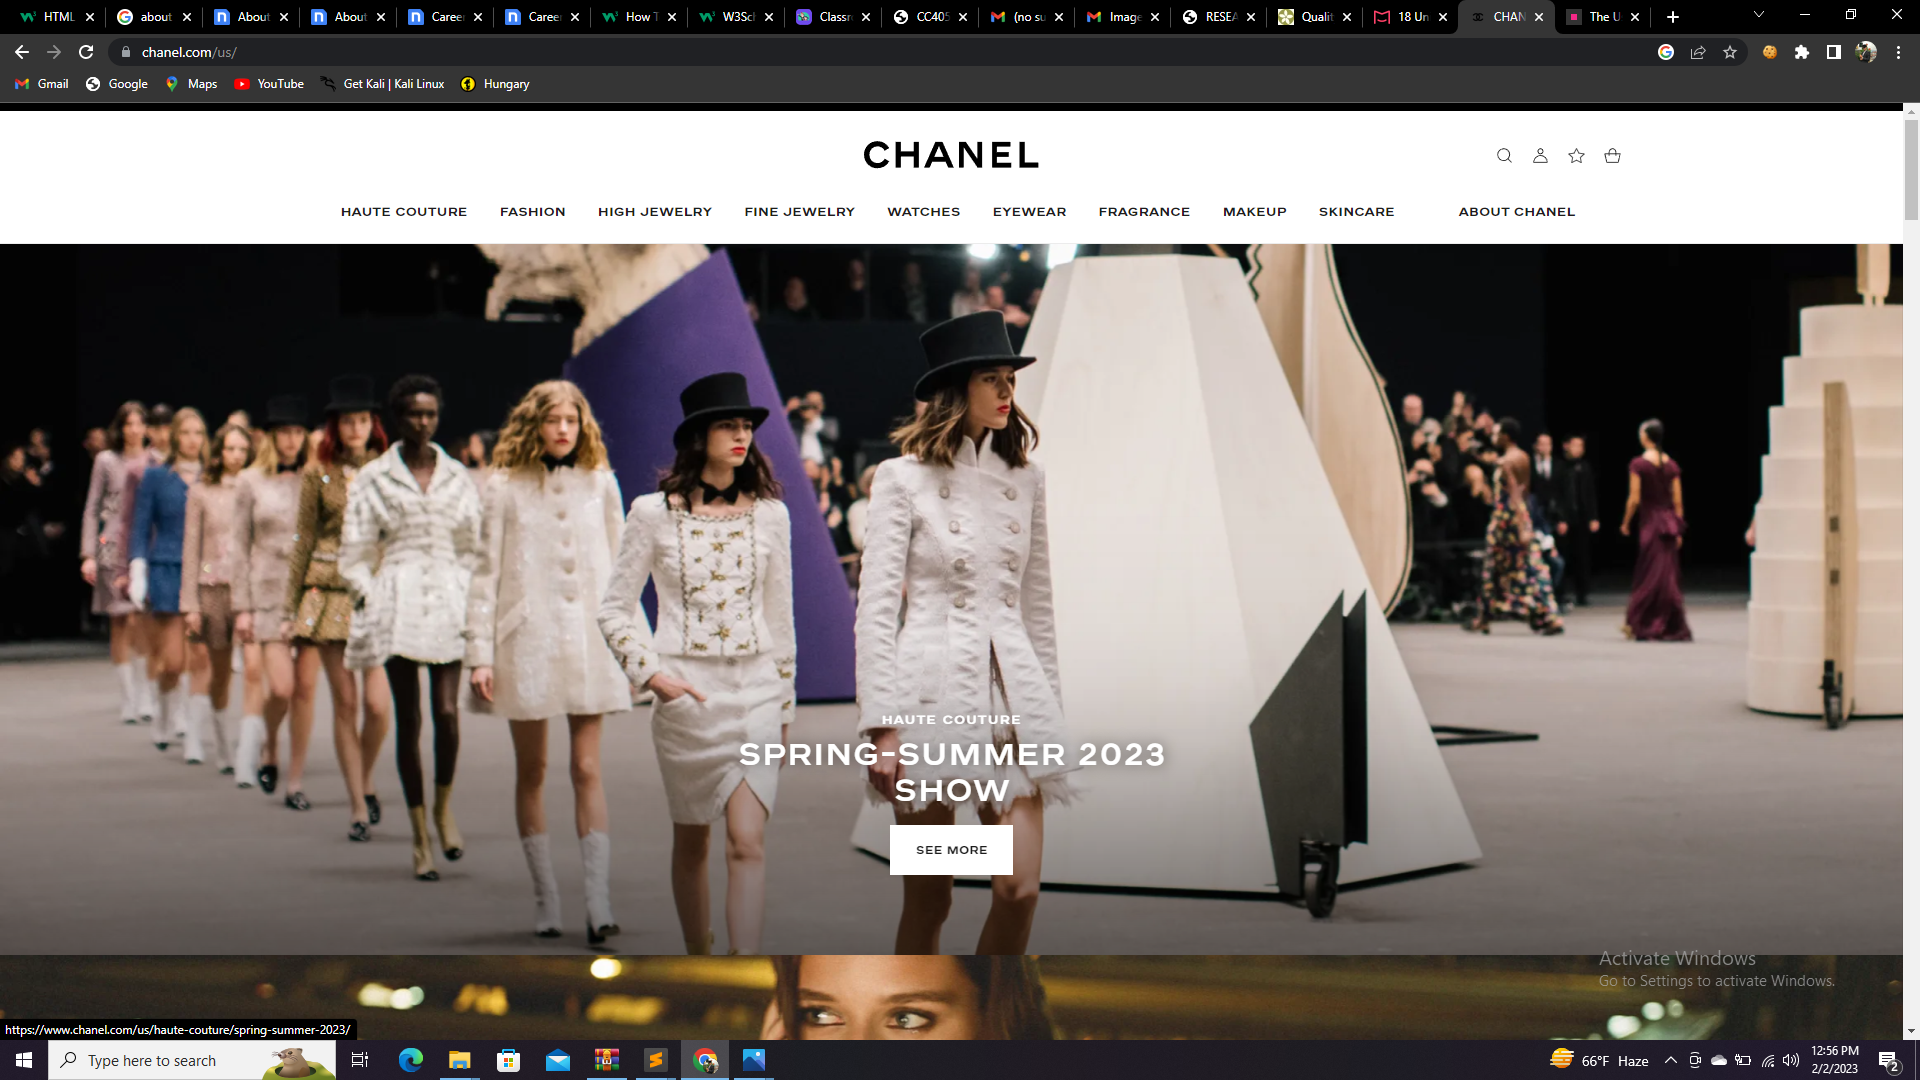 HTML
about
About
About
Career
Career
How T
W3Sch
Classr
CC405
(no su
Image
RESEA
Qualit
18 Un
CHAN
The U
chanel.com/us/
Gmail
Google
Maps
YouTube
Get Kali | Kali Linux
Hungary
CHANEL
HAUTE COUTURE
FASHION
HIGH JEWELRY
FINE JEWELRY
WATCHES
EYEWEAR
FRAGRANCE
MAKEUP
SKINCARE
ABOUT CHANEL
HAUTE COUTURE
SPRING-SUMMER 2023
SHOW
SEE MORE
Activate Windows
Go to Settings to activate Windows.
https://www.chanel.com/us/haute-couture/spring-summer-2023/
Type here to search
66°F Haze
12:56 PM
2/2/2023
2